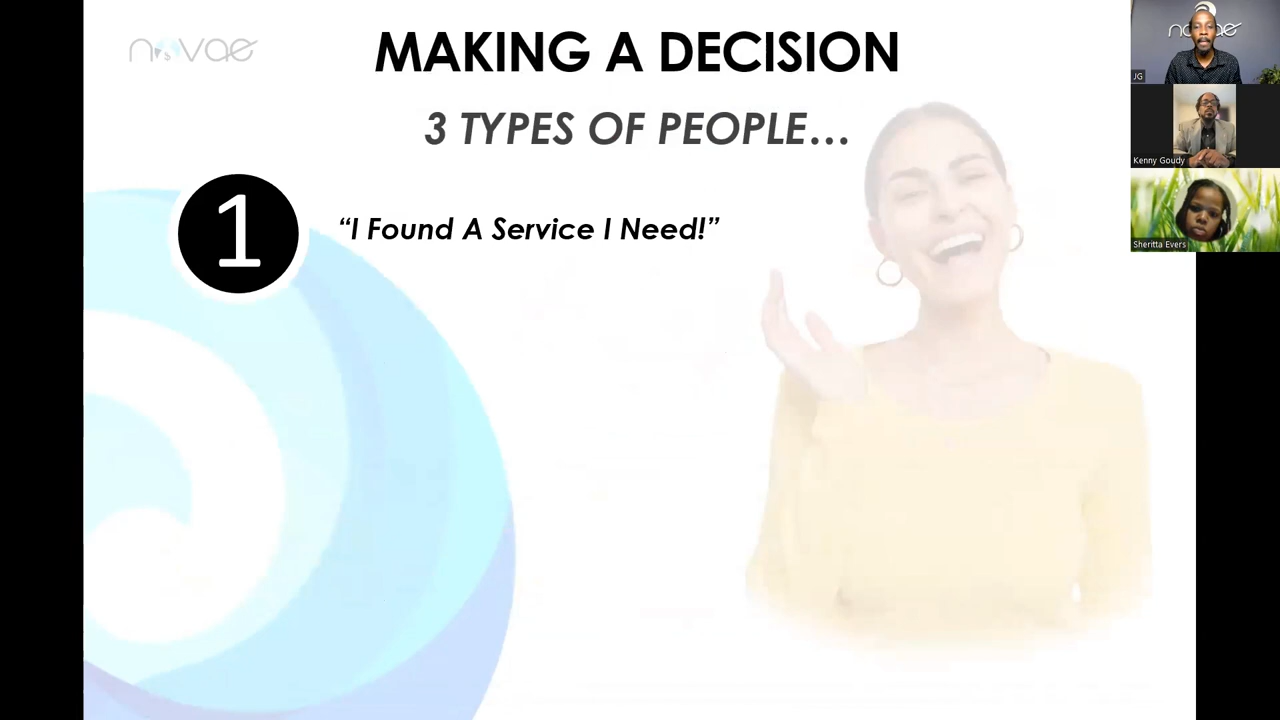 novae
MAKING A DECISION
3 TYPES OF PEOPLE...
1
“I Found A Service I Need!”
novae
JG
Kenny Goudy
Sheritta Evers